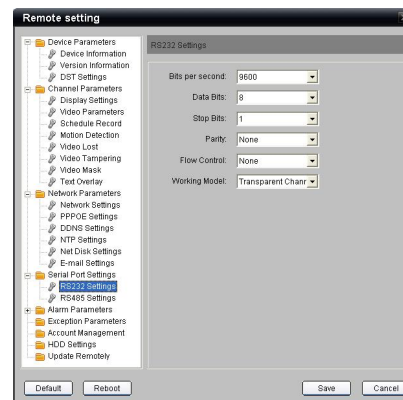 Remote setting
Device Parameters
Device Information
Version Information
DST Settings
Channel Parameters
Display Settings
Video Parameters
Schedule Record
Motion Detection
Video Lost
Video Tampering
Video Mask
Text Overlay
Network Parameters
Network Settings
PPPOE Settings
DDNS Settings
NTP Settings
Net Disk Settings
E-mail Settings
Serial Port Settings
RS232 Settings
RS485 Settings
Alarm Parameters
Exception Parameters
Account Management
HDD Settings
Update Remotely
RS232 Settings
Bits per second: 9600
Data Bits: 8
Stop Bits: 1
Parity: None
Flow Control: None
Working Model: Transparent Chanr
Default Reboot Save Cancel